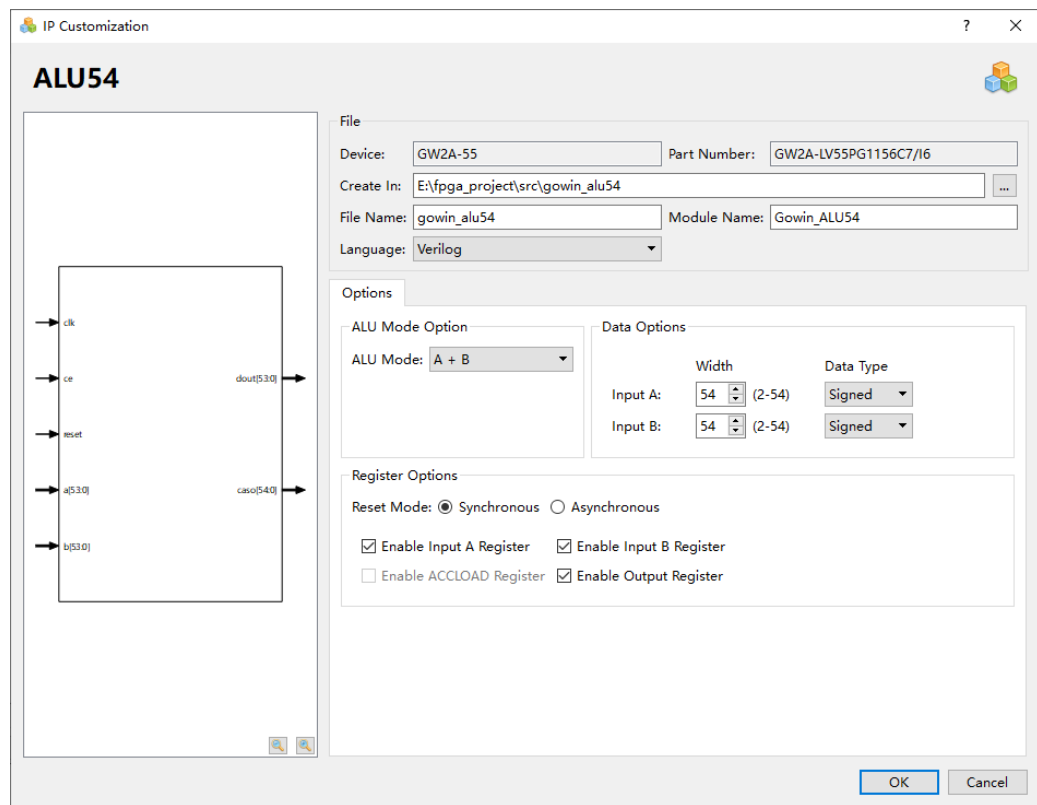 IP Customization
ALU54
clk
ce
reset
a[53:0]
b[53:0]
dout[53:0]
caso[54:0]
File
Device: GW2A-55 Part Number: GW2A-LV55PG1156C7/I6
Create In: E:\fpga_project\src\gowin_alu54 ...
File Name: gowin_alu54 Module Name: Gowin_ALU54
Language: Verilog
Options
ALU Mode Option
ALU Mode: A + B
Data Options
Width Data Type
Input A: 54 (2-54) Signed
Input B: 54 (2-54) Signed
Register Options
Reset Mode: Synchronous Asynchronous
Enable Input A Register Enable Input B Register
Enable ACCLOAD Register Enable Output Register
OK Cancel